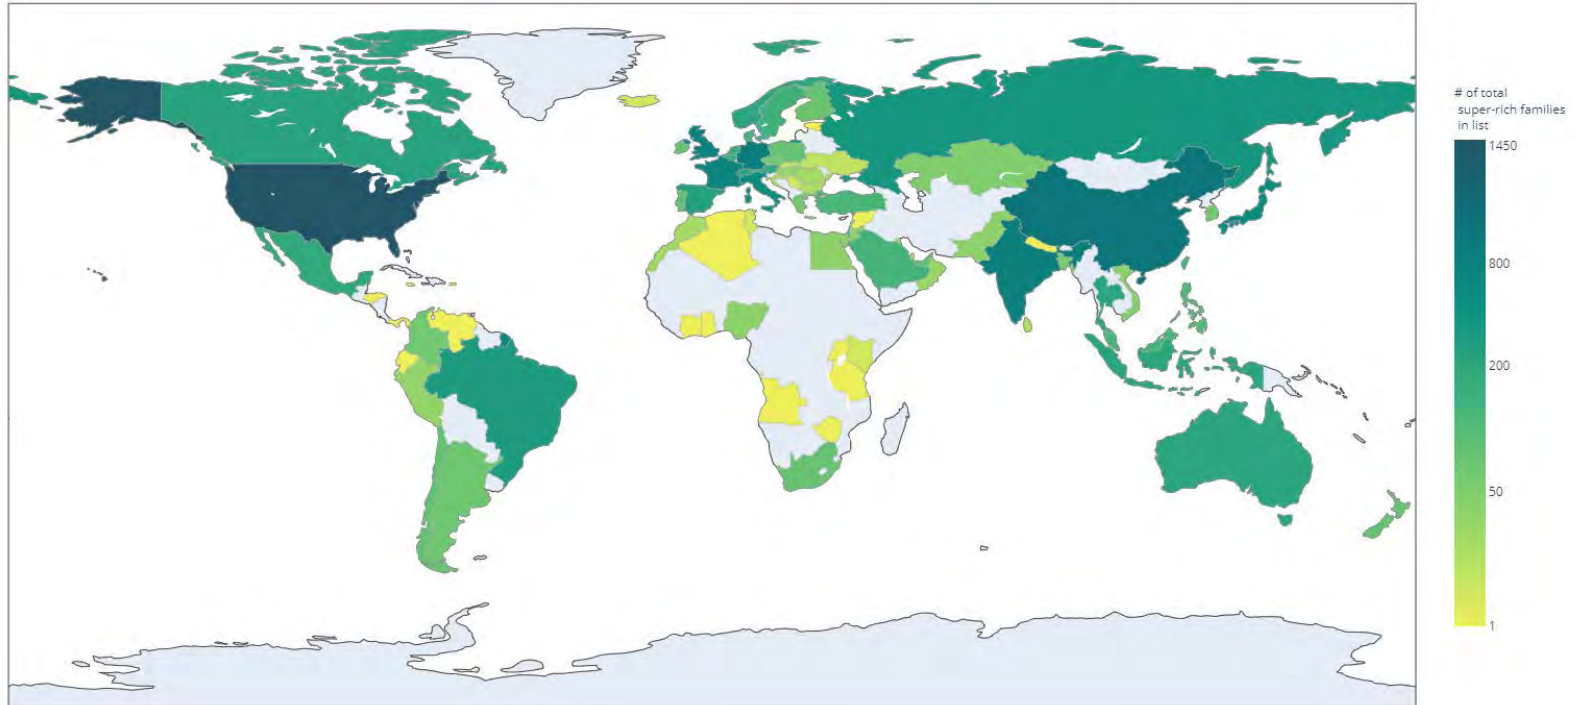 # of total
super-rich families
in list
1450
800
200
50
1